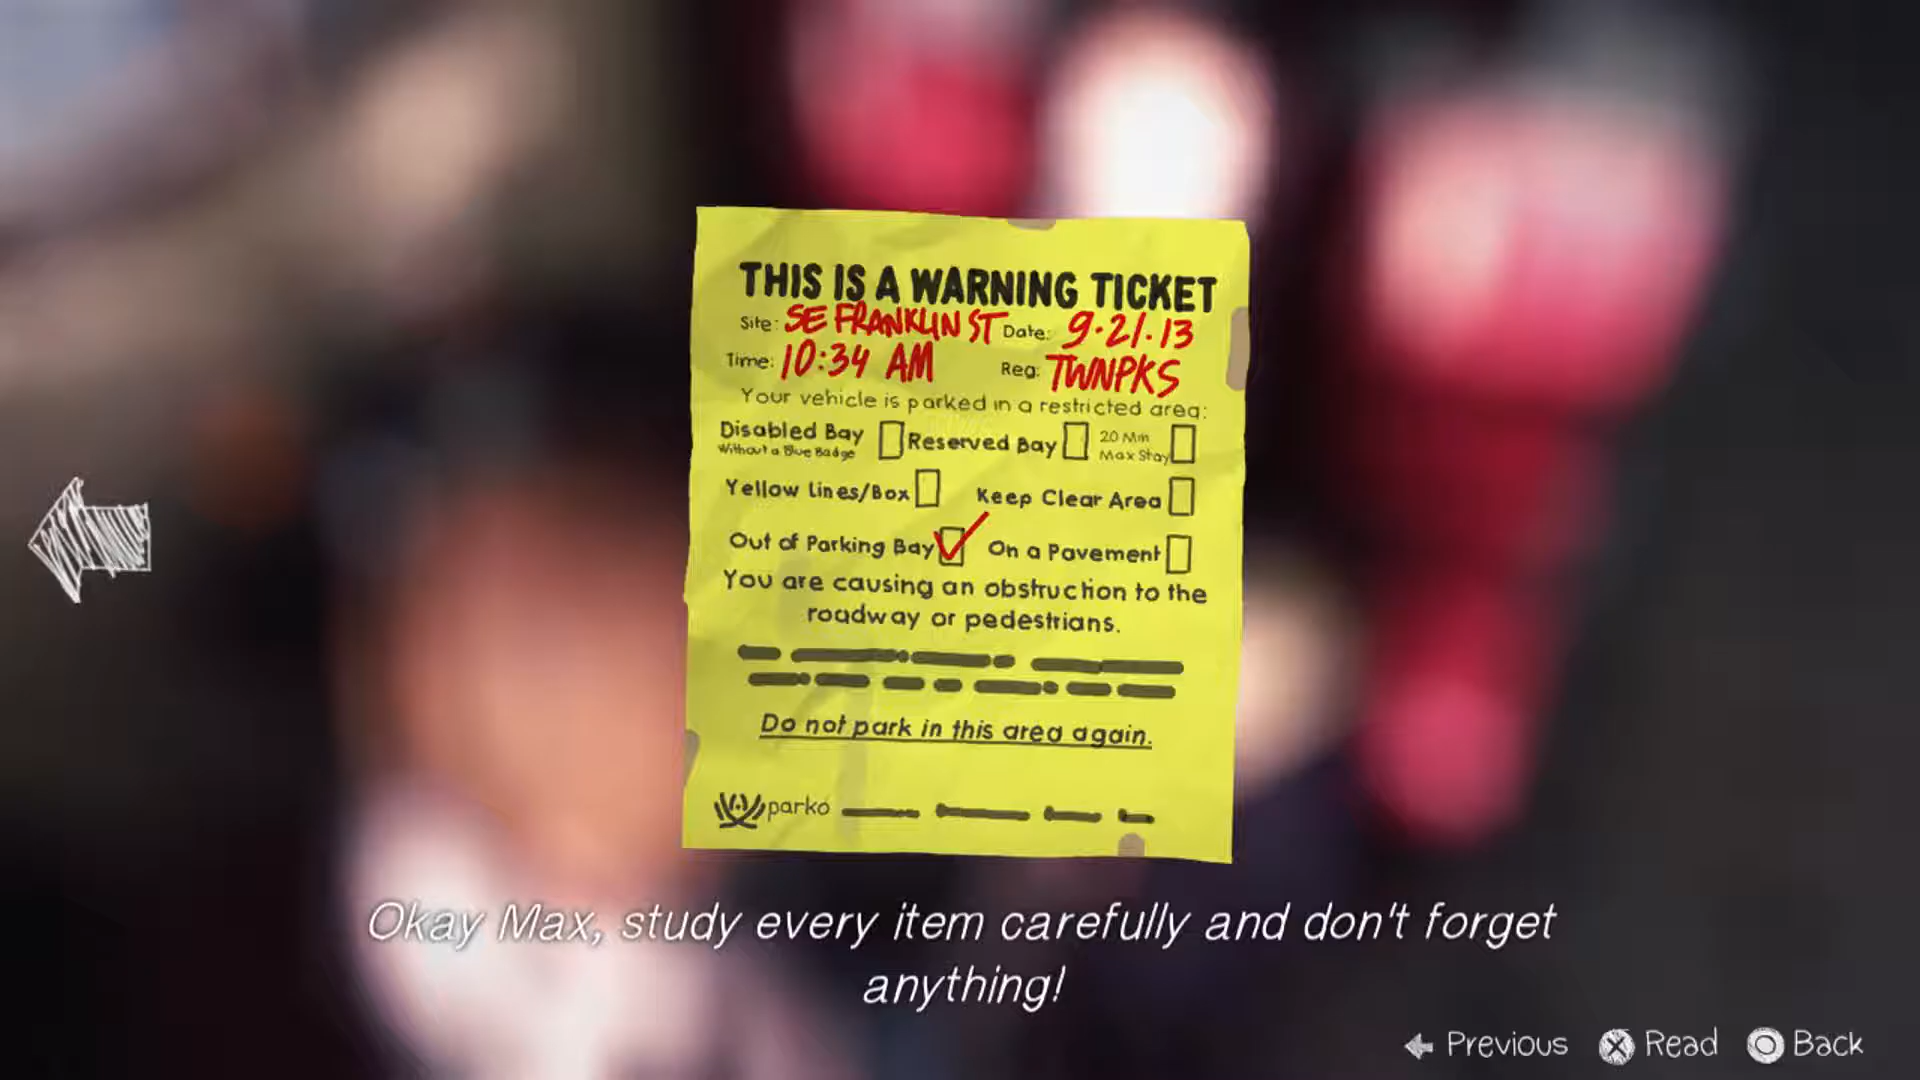 THIS IS A WARNING TICKET
Site: SE FRANKLIN ST Date: 9.21.13
Time: 10:34 AM Reg: TWNPKS
Your vehicle is parked in a restricted area:
Disabled Bay Reserved Bay 20 Min
Without a Blue Badge Max Stay
Yellow Lines/Box Keep Clear Area
Out of Parking Bay On a Pavement
You are causing an obstruction to the
roadway or pedestrians.
Do not park in this area again.
parko
Okay Max, study every item carefully and don't forget
anything!
Previous Read Back